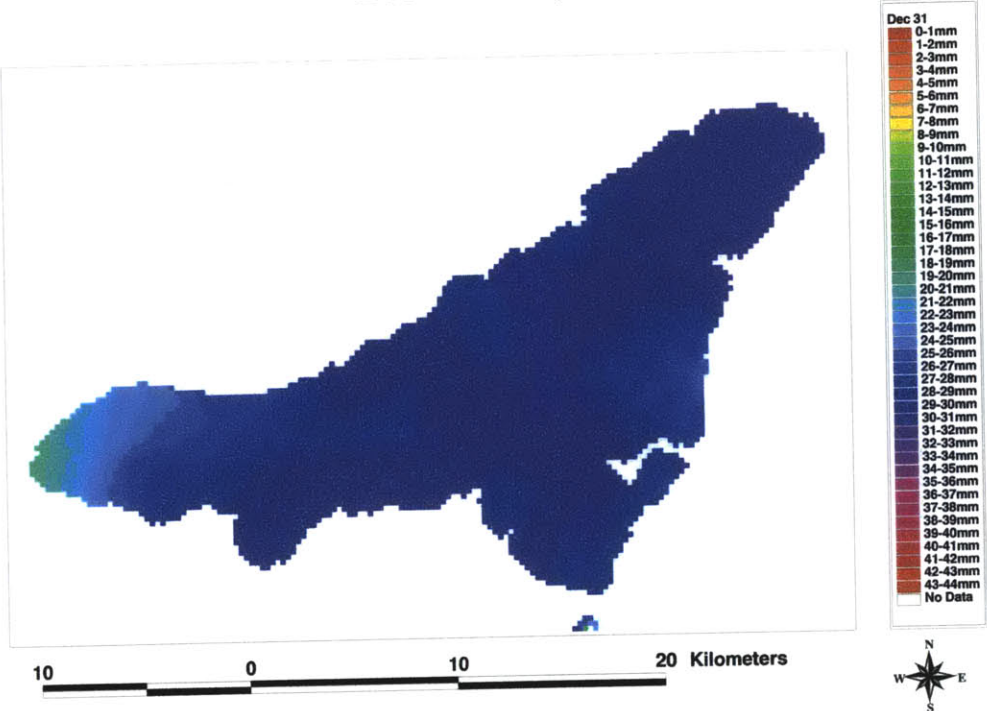 Dec 31
0-1mm
1-2mm
2-3mm
3-4mm
4-5mm
5-6mm
6-7mm
7-8mm
8-9mm
9-10mm
10-11mm
11-12mm
12-13mm
13-14mm
14-15mm
15-16mm
16-17mm
17-18mm
18-19mm
19-20mm
20-21mm
21-22mm
22-23mm
23-24mm
24-25mm
25-26mm
26-27mm
27-28mm
28-29mm
29-30mm
30-31mm
31-32mm
32-33mm
33-34mm
34-35mm
35-36mm
36-37mm
37-38mm
38-39mm
39-40mm
40-41mm
41-42mm
42-43mm
43-44mm
No Data
10 0 10 20 Kilometers
N
W E
S